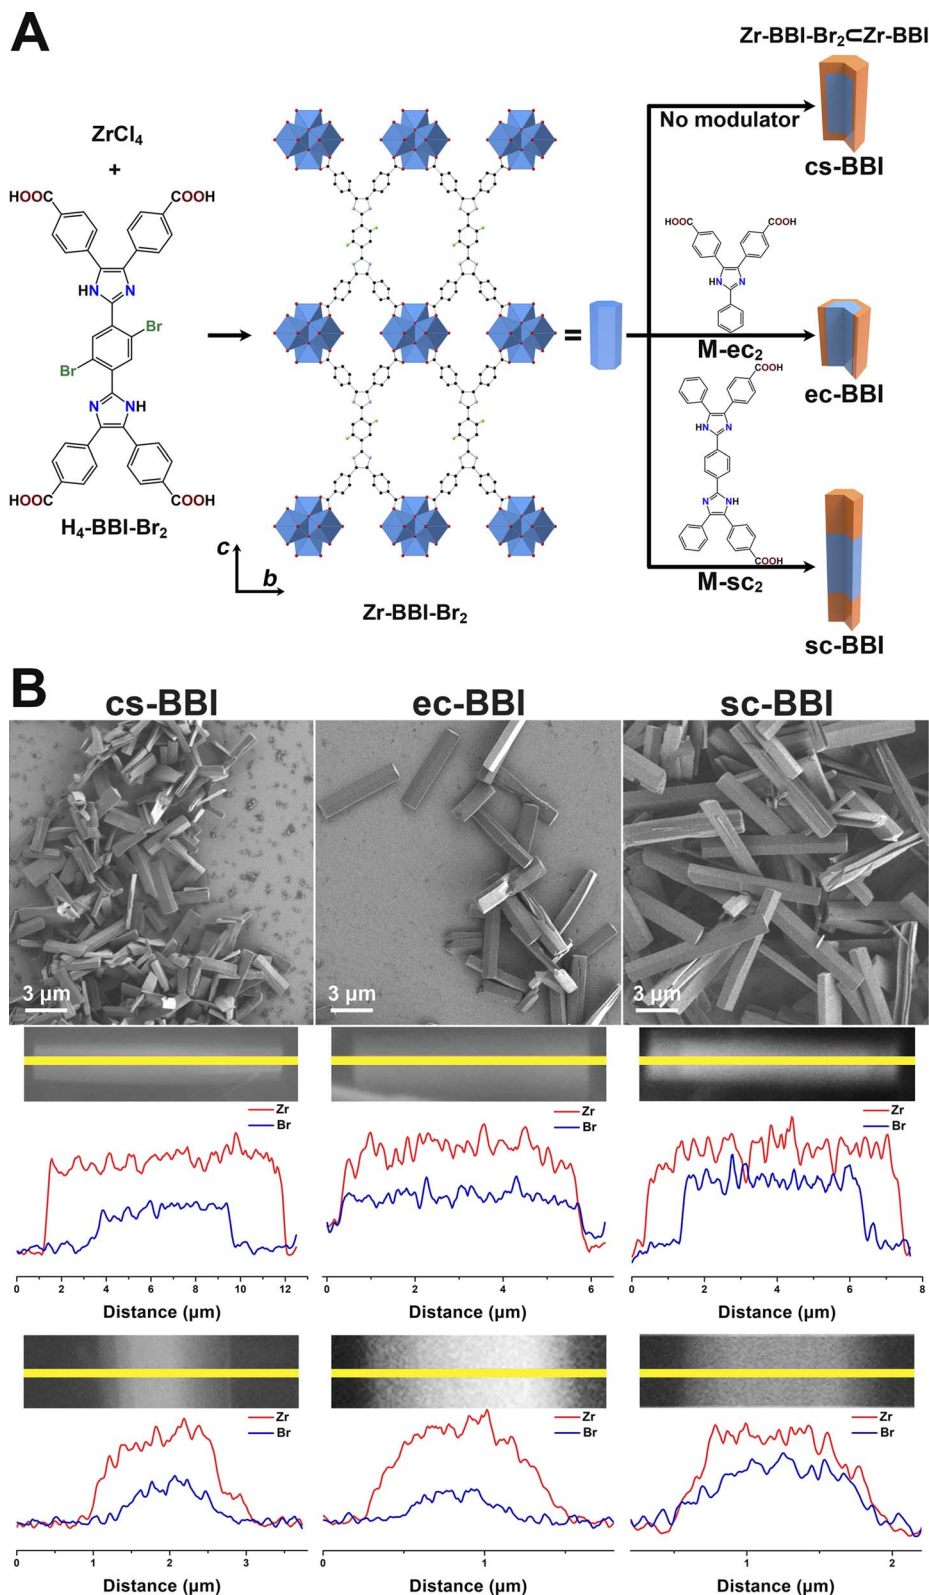 A
Zr-BBI-Br₂⊂Zr-BBI
ZrCl₄
+
HOOC
COOH
HN
N
Br
Br
N
NH
HOOC
COOH
H₄-BBI-Br₂
c
b
Zr-BBI-Br₂
=
No modulator
cs-BBI
HOOC
COOH
HN
N
M-ec₂
ec-BBI
COOH
HN
N
N
NH
COOH
M-sc₂
sc-BBI
B
cs-BBI
ec-BBI
sc-BBI
3 µm
3 µm
3 µm
Zr
Br
0 2 4 6 8 10 12
Distance (µm)
Zr
Br
0 2 4 6
Distance (µm)
Zr
Br
0 2 4 6 8
Distance (µm)
Zr
Br
0 1 2 3
Distance (µm)
Zr
Br
0 1
Distance (µm)
Zr
Br
1 2
Distance (µm)